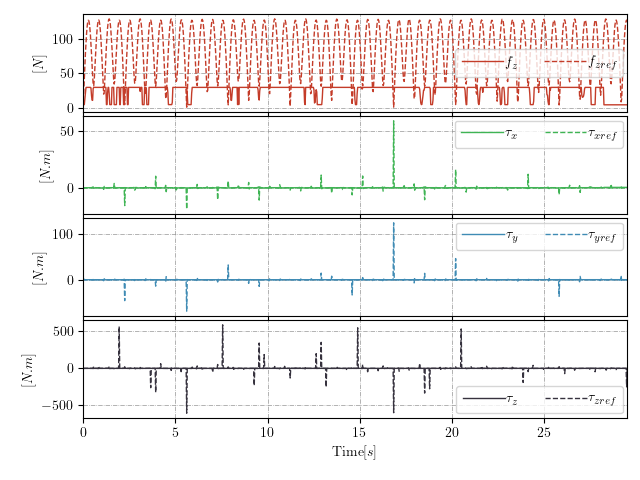 100
50
0
[N]
f_z f_zref
50
0
[N.m]
τ_x τ_xref
100
0
[N.m]
τ_y τ_yref
500
0
−500
[N.m]
τ_z τ_zref
0 5 10 15 20 25
Time[s]